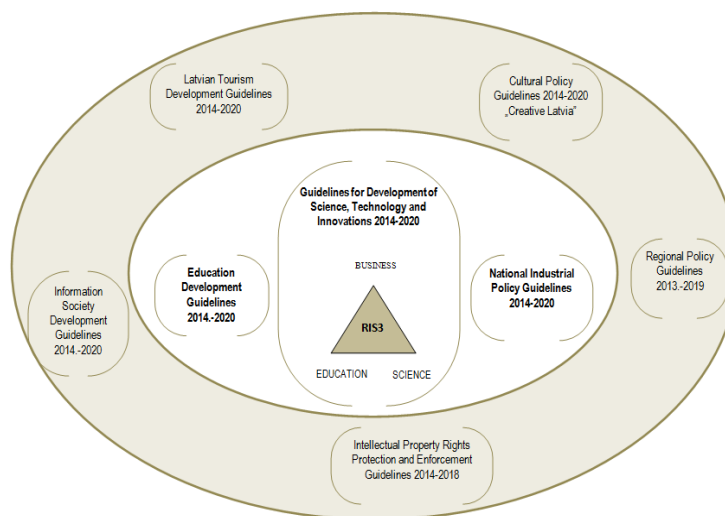 Latvian Tourism
Development Guidelines
2014-2020
Cultural Policy
Guidelines 2014-2020
„Creative Latvia”
Guidelines for Development of
Science, Technology and
Innovations 2014-2020
BUSINESS
RIS3
EDUCATION
SCIENCE
Education
Development
Guidelines
2014.-2020
National Industrial
Policy Guidelines
2014-2020
Regional Policy
Guidelines
2013.-2019
Information
Society
Development
Guidelines
2014.-2020
Intellectual Property Rights
Protection and Enforcement
Guidelines 2014-2018